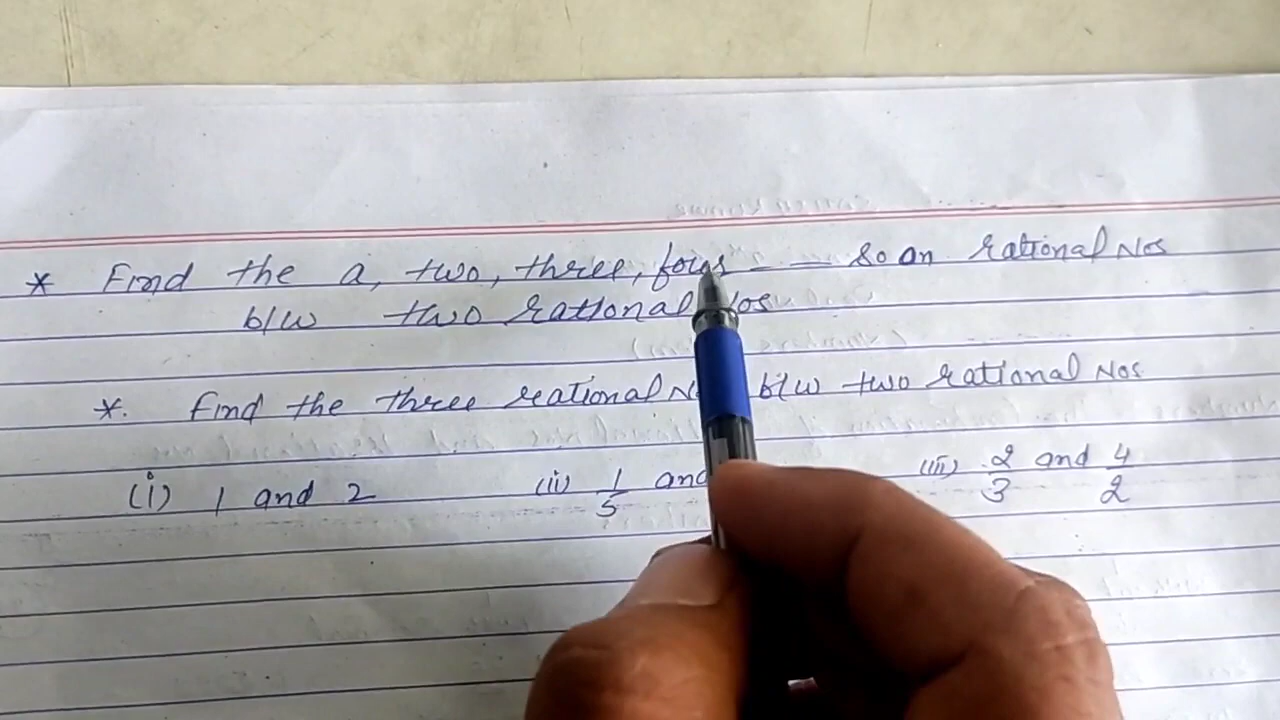 * Find the a, two, three, four - - so on rational Nos
b/w two rational Nos
*. Find the three rational b/w two rational Nos
(i) 1 and 2 (ii) 1/5 and (iii) 2/3 and 4/2